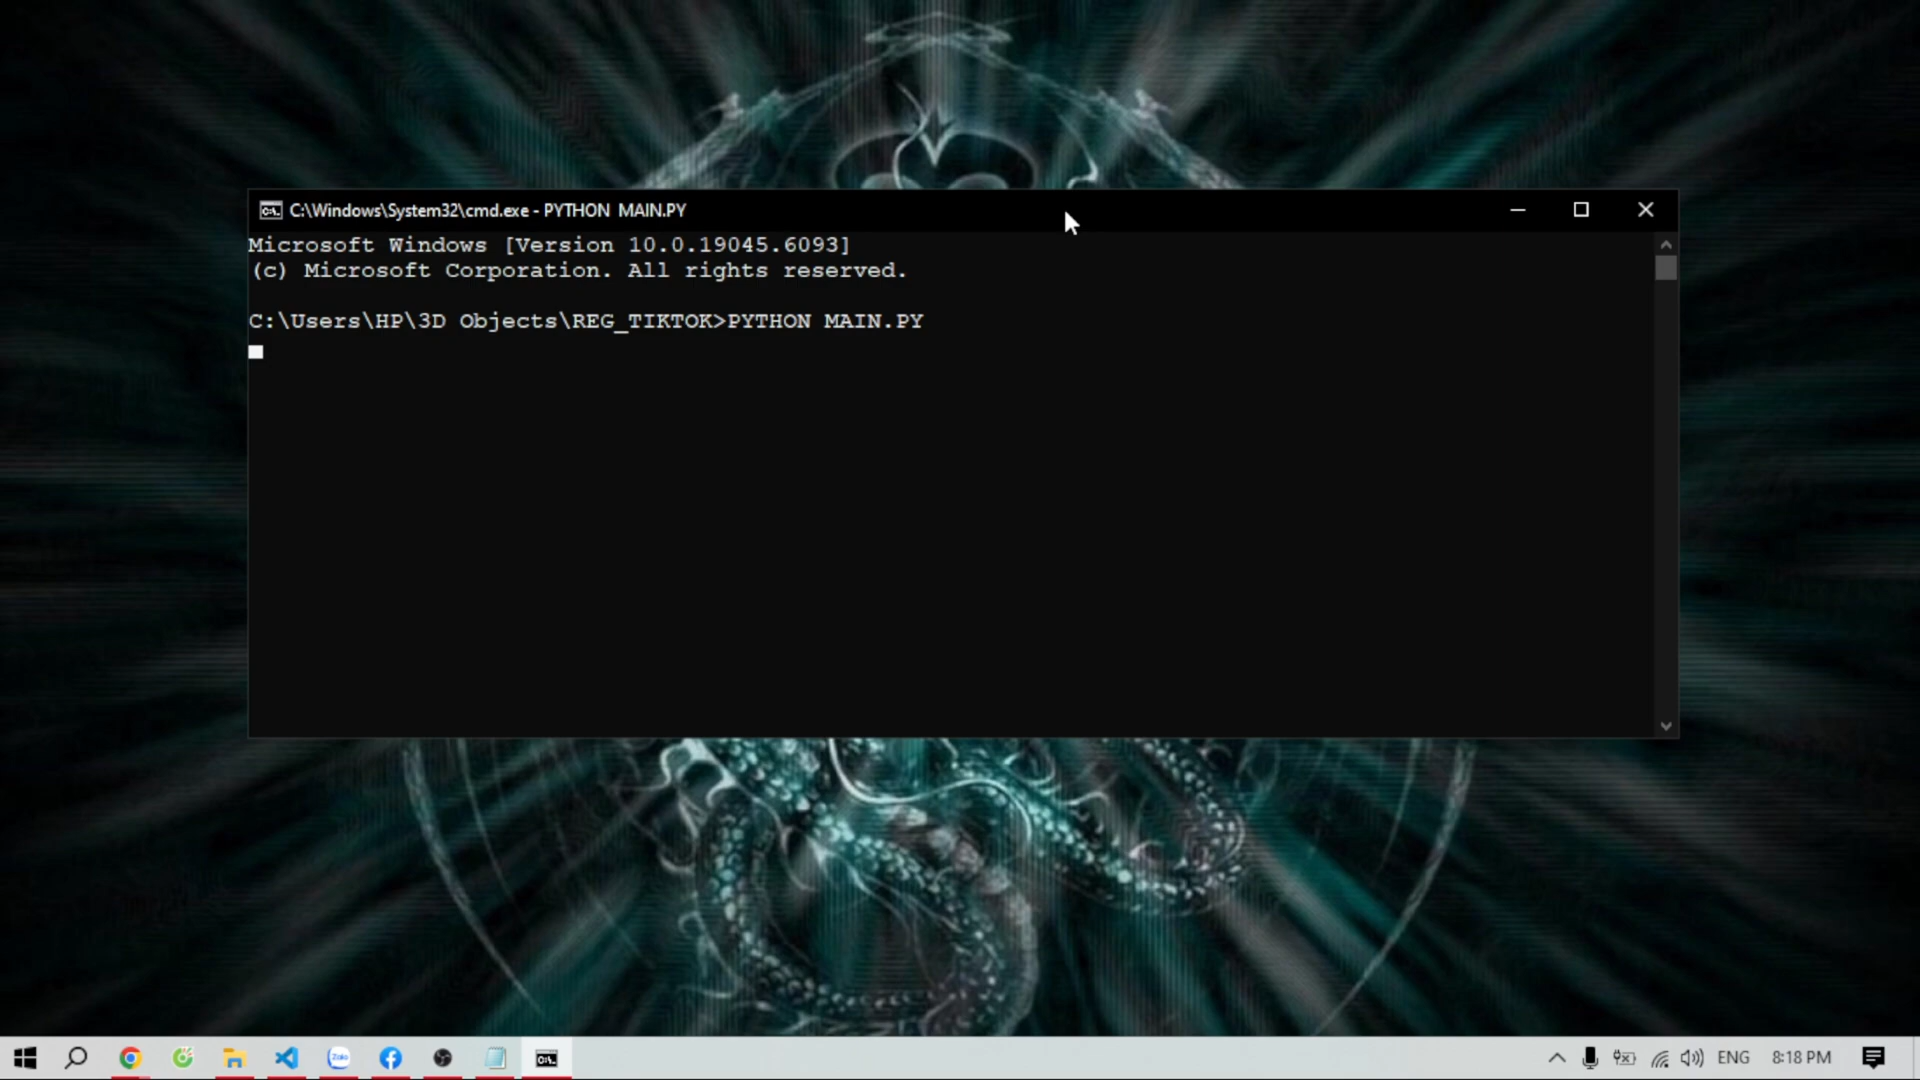 C:\Windows\System32\cmd.exe - PYTHON  MAIN.PY
Microsoft Windows [Version 10.0.19045.6093]
(c) Microsoft Corporation. All rights reserved.
C:\Users\HP\3D Objects\REG_TIKTOK>PYTHON MAIN.PY
Zalo
ENG
8:18 PM